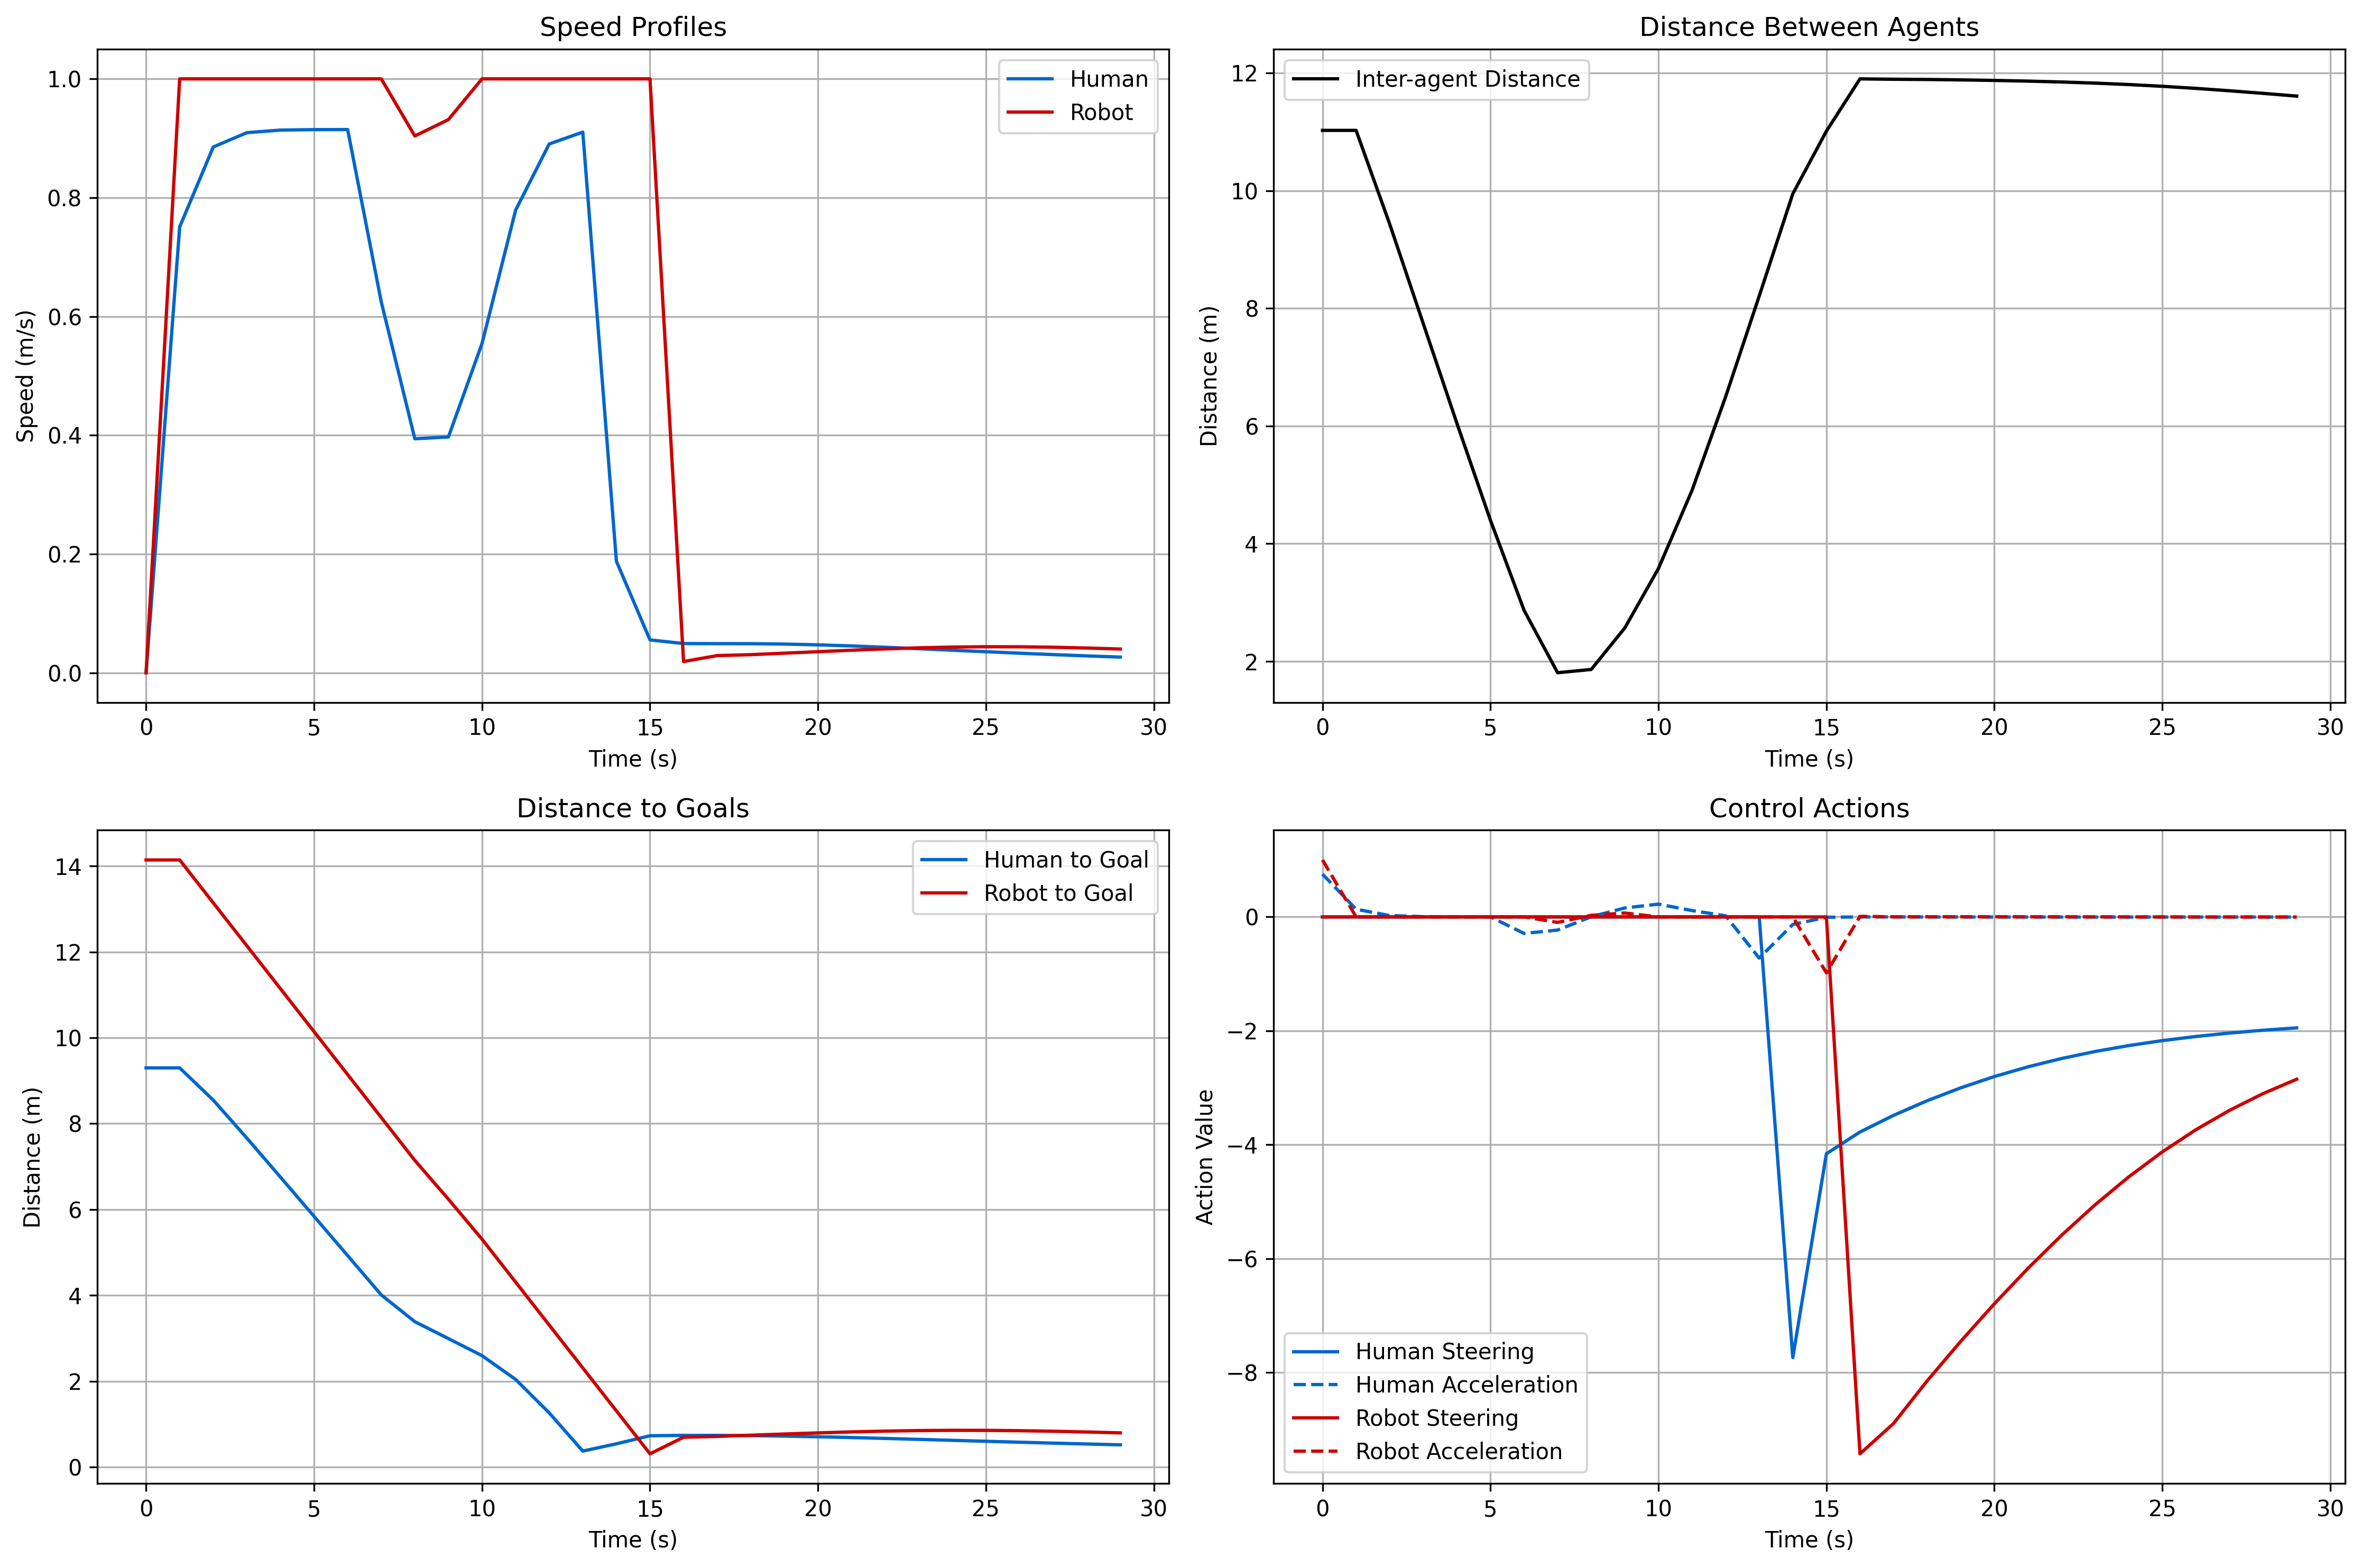 Speed Profiles
Speed (m/s)
1.0
0.8
0.6
0.4
0.2
0.0
Human
Robot
0 5 10 15 20 25 30
Time (s)
Distance Between Agents
Distance (m)
12
10
8
6
4
2
Inter-agent Distance
0 5 10 15 20 25 30
Time (s)
Distance to Goals
Distance (m)
14
12
10
8
6
4
2
0
Human to Goal
Robot to Goal
0 5 10 15 20 25 30
Time (s)
Control Actions
Action Value
0
−2
−4
−6
−8
Human Steering
Human Acceleration
Robot Steering
Robot Acceleration
0 5 10 15 20 25 30
Time (s)